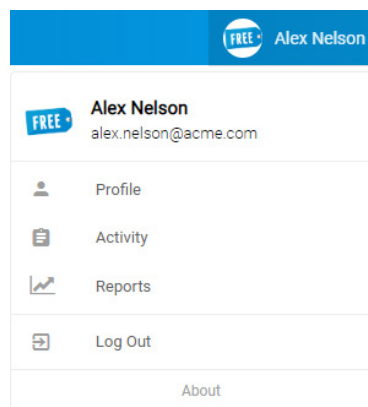 FREE Alex Nelson
FREE
Alex Nelson
alex.nelson@acme.com
Profile
Activity
Reports
Log Out
About